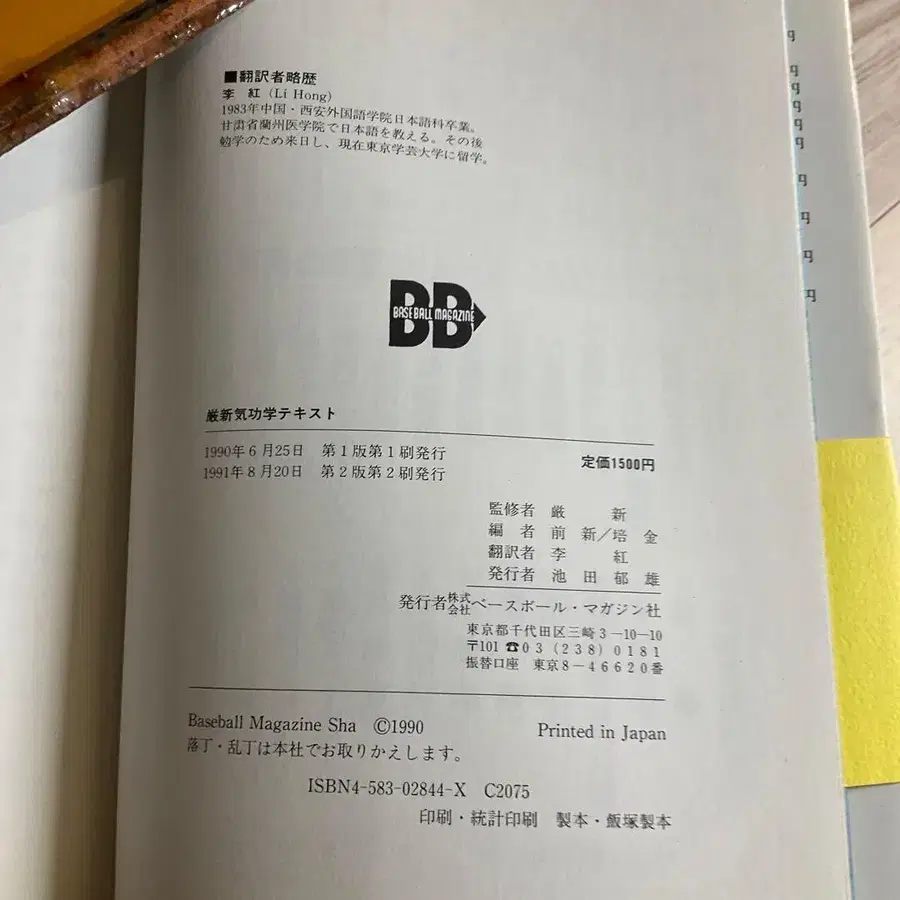 ■翻訳者略歴
李 紅 (Li Hong)
1983年中国・西安外国語学院日本語科卒業。
甘粛省蘭州医学院で日本語を教える。その後
勉学のため来日し、現在東京学芸大学に留学。
BB
BASEBALL MAGAZINE
厳新気功学テキスト
1990年6月25日 第1版第1刷発行
1991年8月20日 第2版第2刷発行
定価1500円
監修者 厳 新
編 者 前 新/培 金
翻訳者 李 紅
発行者 池 田 郁 雄
発行者 株式会社 ベースボール・マガジン社
東京都千代田区三崎3-10-10
〒101 ☎03(238)0181
振替口座 東京8-46620番
Baseball Magazine Sha ©1990
Printed in Japan
落丁・乱丁は本社でお取りかえします。
ISBN4-583-02844-X C2075
印刷・統計印刷 製本・飯塚製本
円
円
円
円
円
円
円
円
円
円